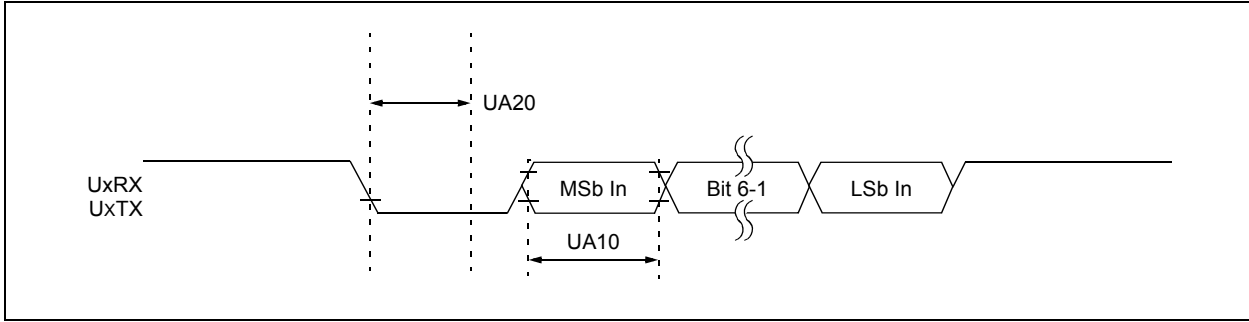 UA20
UxRX
UxTX
MSb In
Bit 6-1
LSb In
UA10